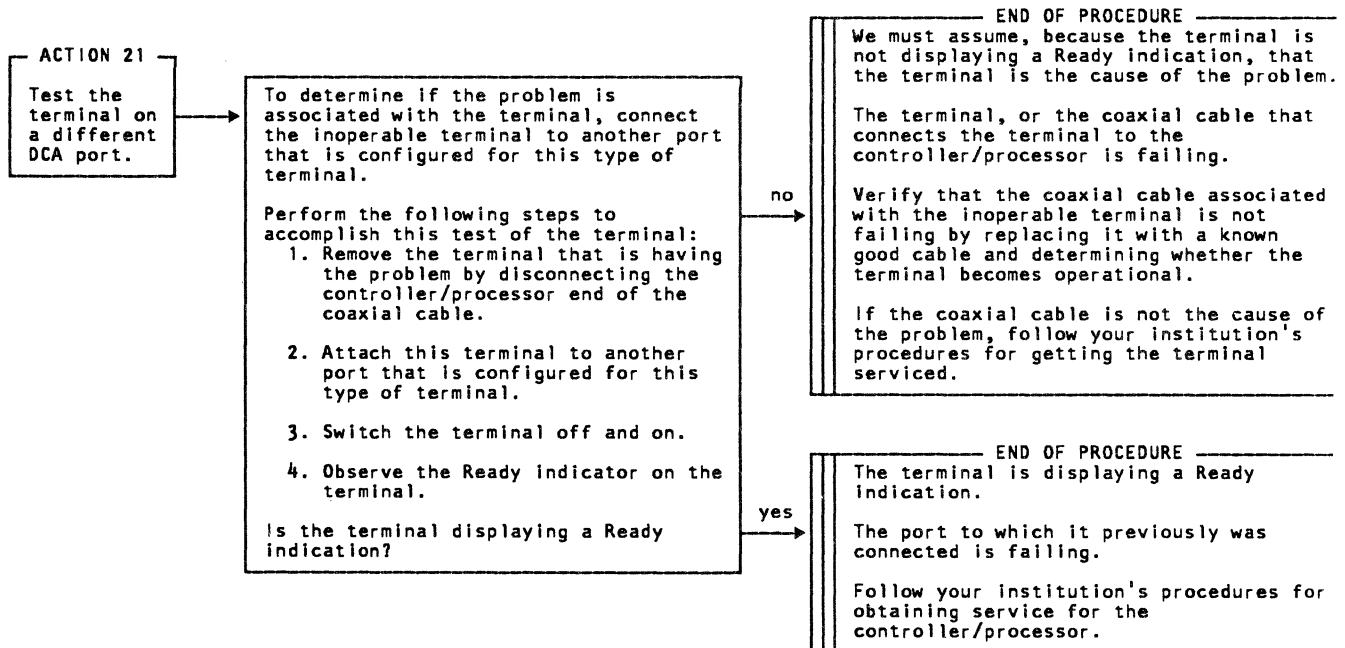 ACTION 21
Test the
terminal on
a different
DCA port.
To determine if the problem is
associated with the terminal, connect
the inoperable terminal to another port
that is configured for this type of
terminal.
Perform the following steps to
accomplish this test of the terminal:
1. Remove the terminal that is having
the problem by disconnecting the
controller/processor end of the
coaxial cable.
2. Attach this terminal to another
port that is configured for this
type of terminal.
3. Switch the terminal off and on.
4. Observe the Ready indicator on the
terminal.
Is the terminal displaying a Ready
indication?
no
END OF PROCEDURE
We must assume, because the terminal is
not displaying a Ready indication, that
the terminal is the cause of the problem.
The terminal, or the coaxial cable that
connects the terminal to the
controller/processor is failing.
Verify that the coaxial cable associated
with the inoperable terminal is not
failing by replacing it with a known
good cable and determining whether the
terminal becomes operational.
If the coaxial cable is not the cause of
the problem, follow your institution's
procedures for getting the terminal
serviced.
yes
END OF PROCEDURE
The terminal is displaying a Ready
indication.
The port to which it previously was
connected is failing.
Follow your institution's procedures for
obtaining service for the
controller/processor.